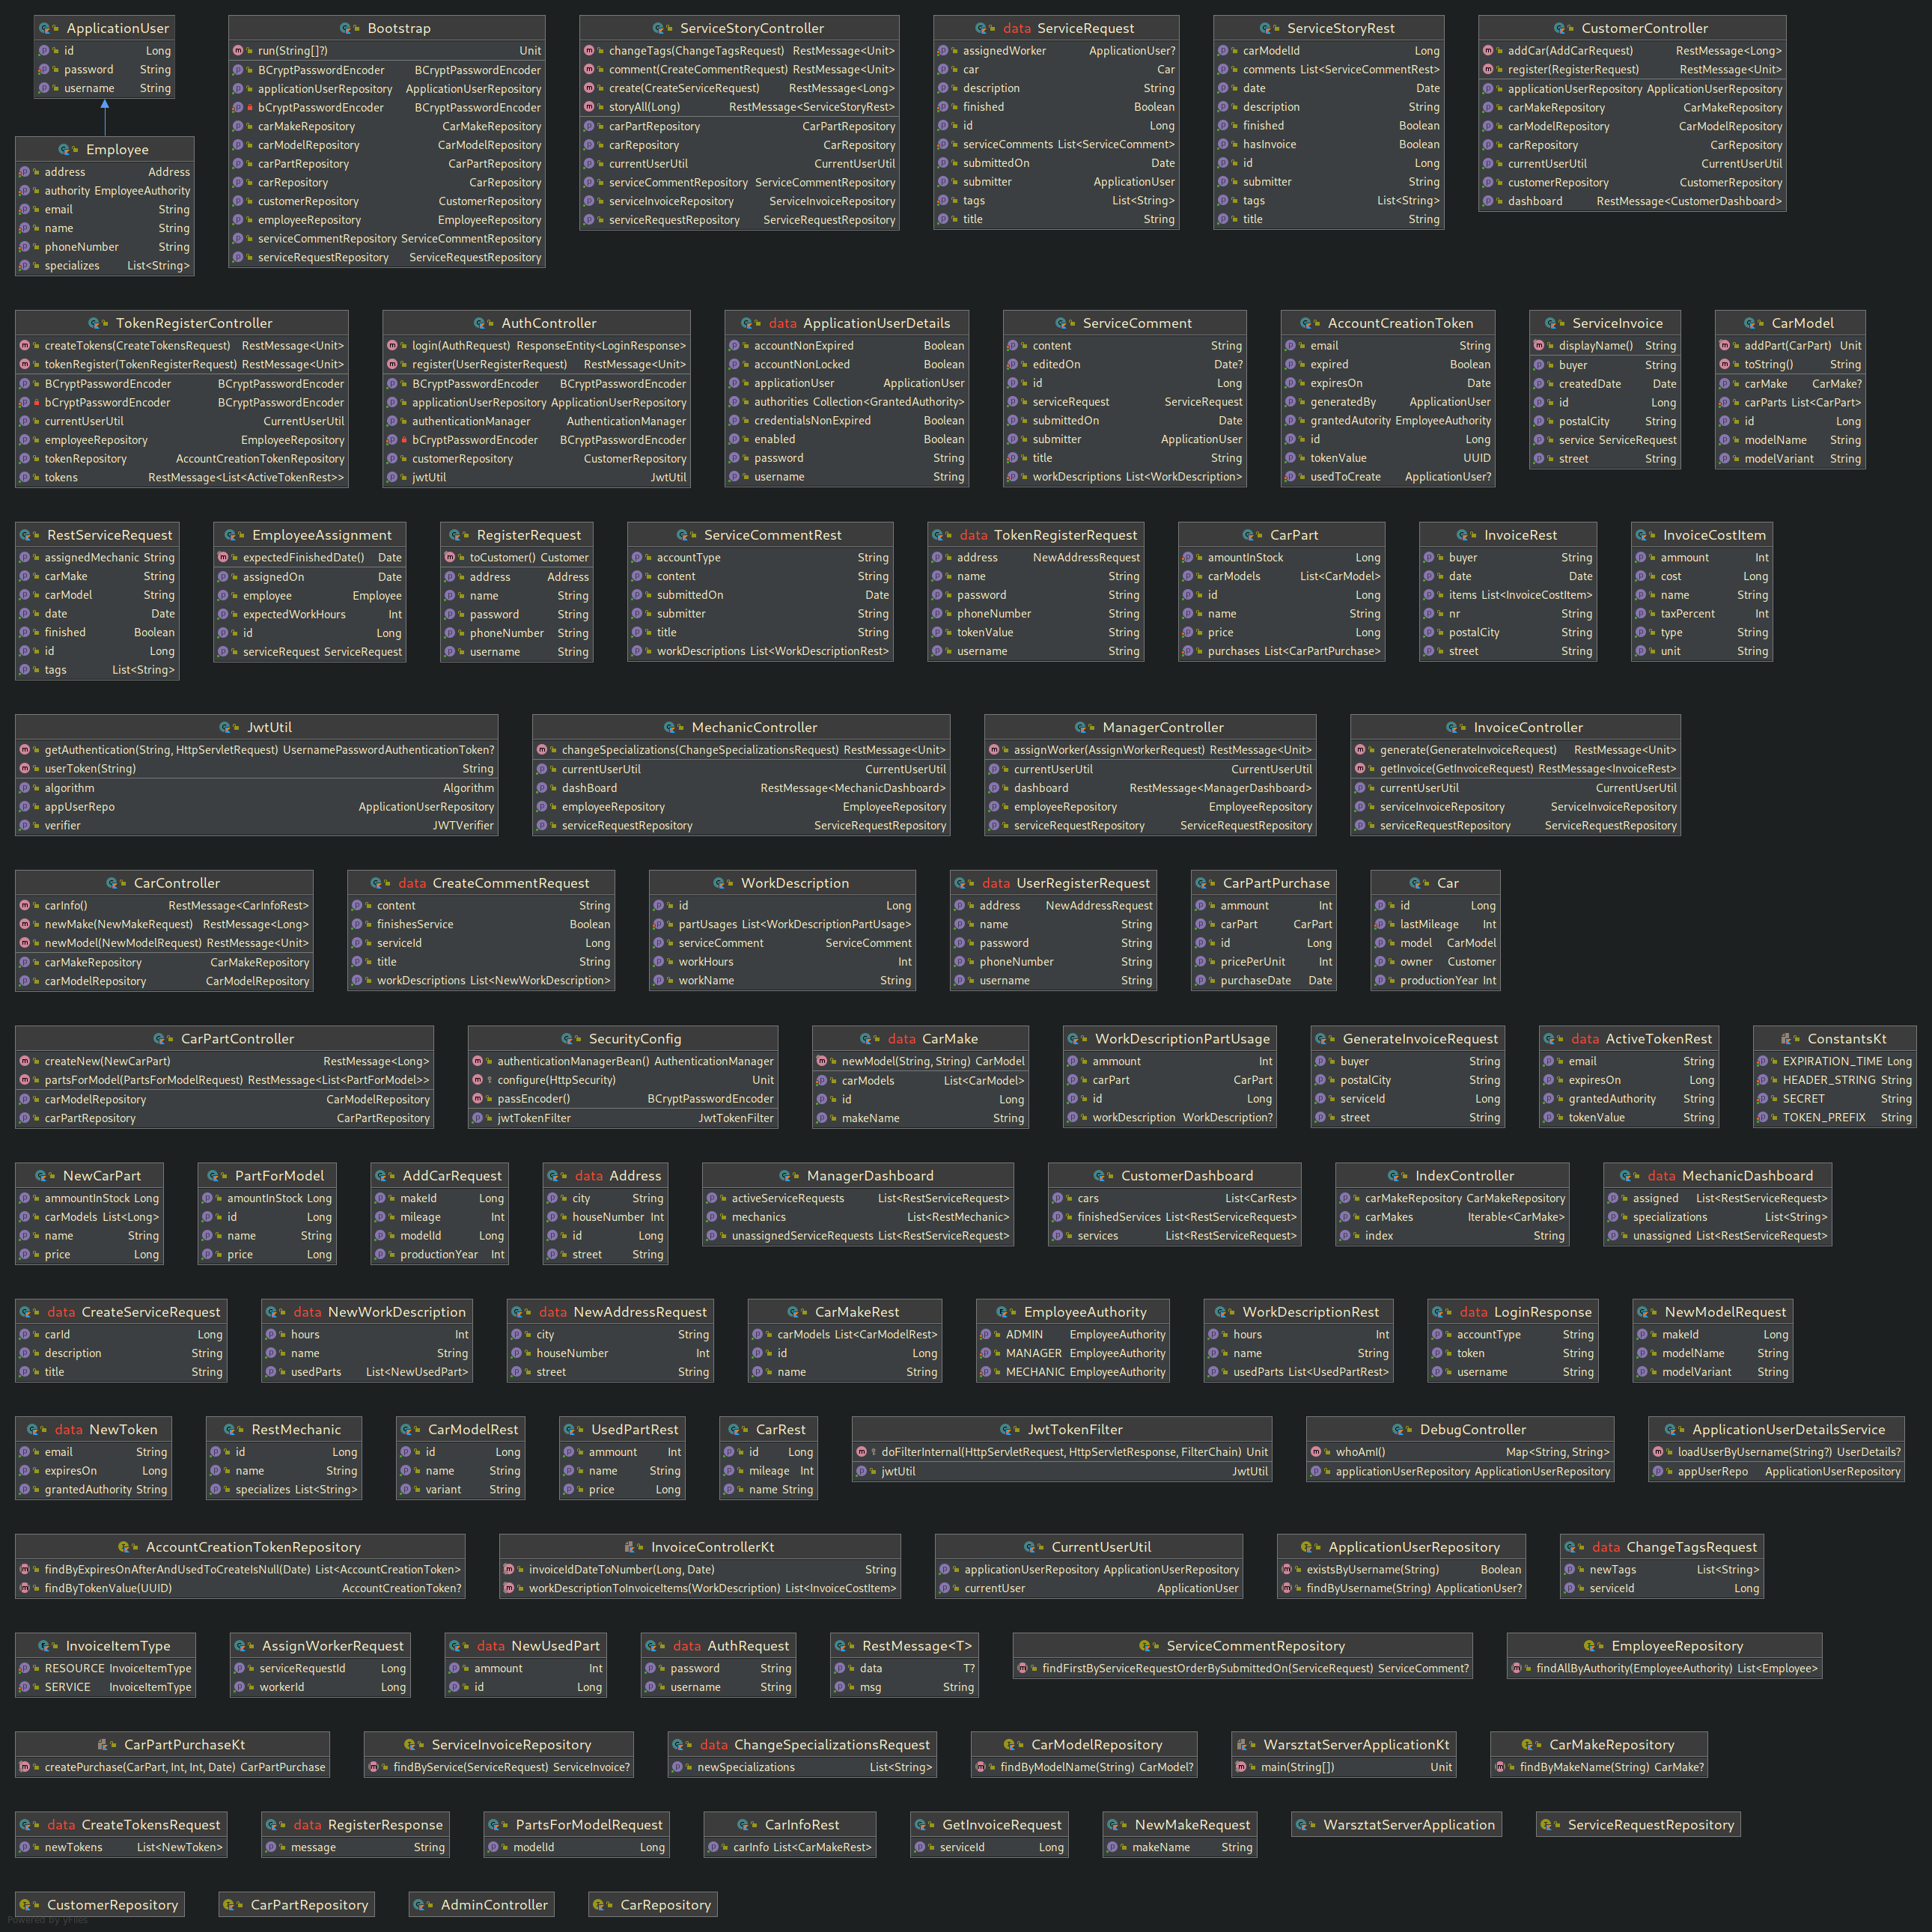 ApplicationUser
id Long
password String
username String
Employee
address Address
authority EmployeeAuthority
email String
name String
phoneNumber String
specializes List<String>
Bootstrap
run(String[]?) Unit
BCryptPasswordEncoder BCryptPasswordEncoder
applicationUserRepository ApplicationUserRepository
bCryptPasswordEncoder BCryptPasswordEncoder
carMakeRepository CarMakeRepository
carModelRepository CarModelRepository
carPartRepository CarPartRepository
carRepository CarRepository
customerRepository CustomerRepository
employeeRepository EmployeeRepository
serviceCommentRepository ServiceCommentRepository
serviceRequestRepository ServiceRequestRepository
ServiceStoryController
changeTags(ChangeTagsRequest) RestMessage<Unit>
comment(CreateCommentRequest) RestMessage<Unit>
create(CreateServiceRequest) RestMessage<Long>
storyAll(Long) RestMessage<ServiceStoryRest>
carPartRepository CarPartRepository
carRepository CarRepository
currentUserUtil CurrentUserUtil
serviceCommentRepository ServiceCommentRepository
serviceInvoiceRepository ServiceInvoiceRepository
serviceRequestRepository ServiceRequestRepository
data ServiceRequest
assignedWorker ApplicationUser?
car Car
description String
finished Boolean
id Long
serviceComments List<ServiceComment>
submittedOn Date
submitter ApplicationUser
tags List<String>
title String
ServiceStoryRest
carModelId Long
comments List<ServiceCommentRest>
date Date
description String
finished Boolean
hasInvoice Boolean
id Long
submitter String
tags List<String>
title String
CustomerController
addCar(AddCarRequest) RestMessage<Long>
register(RegisterRequest) RestMessage<Unit>
applicationUserRepository ApplicationUserRepository
carMakeRepository CarMakeRepository
carModelRepository CarModelRepository
carRepository CarRepository
currentUserUtil CurrentUserUtil
customerRepository CustomerRepository
dashboard RestMessage<CustomerDashboard>
TokenRegisterController
createTokens(CreateTokensRequest) RestMessage<Unit>
tokenRegister(TokenRegisterRequest) RestMessage<Unit>
BCryptPasswordEncoder BCryptPasswordEncoder
bCryptPasswordEncoder BCryptPasswordEncoder
currentUserUtil CurrentUserUtil
employeeRepository EmployeeRepository
tokenRepository AccountCreationTokenRepository
tokens RestMessage<List<ActiveTokenRest>>
AuthController
login(AuthRequest) ResponseEntity<LoginResponse>
register(UserRegisterRequest) RestMessage<Unit>
BCryptPasswordEncoder BCryptPasswordEncoder
applicationUserRepository ApplicationUserRepository
authenticationManager AuthenticationManager
bCryptPasswordEncoder BCryptPasswordEncoder
customerRepository CustomerRepository
jwtUtil JwtUtil
data ApplicationUserDetails
accountNonExpired Boolean
accountNonLocked Boolean
applicationUser ApplicationUser
authorities Collection<GrantedAuthority>
credentialsNonExpired Boolean
enabled Boolean
password String
username String
ServiceComment
content String
editedOn Date?
id Long
serviceRequest ServiceRequest
submittedOn Date
submitter ApplicationUser
title String
workDescriptions List<WorkDescription>
AccountCreationToken
email String
expired Boolean
expiresOn Date
generatedBy ApplicationUser
grantedAutority EmployeeAuthority
id Long
tokenValue UUID
usedToCreate ApplicationUser?
ServiceInvoice
displayName() String
buyer String
createdDate Date
id Long
postalCity String
service ServiceRequest
street String
CarModel
addPart(CarPart) Unit
toString() String
carMake CarMake?
carParts List<CarPart>
id Long
modelName String
modelVariant String
RestServiceRequest
assignedMechanic String
carMake String
carModel String
date Date
finished Boolean
id Long
tags List<String>
EmployeeAssignment
expectedFinishedDate() Date
assignedOn Date
employee Employee
expectedWorkHours Int
id Long
serviceRequest ServiceRequest
RegisterRequest
toCustomer() Customer
address Address
name String
password String
phoneNumber String
username String
ServiceCommentRest
accountType String
content String
submittedOn Date
submitter String
title String
workDescriptions List<WorkDescriptionRest>
data TokenRegisterRequest
address NewAddressRequest
name String
password String
phoneNumber String
tokenValue String
username String
CarPart
amountInStock Long
carModels List<CarModel>
id Long
name String
price Long
purchases List<CarPartPurchase>
InvoiceRest
buyer String
date Date
items List<InvoiceCostItem>
nr String
postalCity String
street String
InvoiceCostItem
ammount Int
cost Long
name String
taxPercent Int
type String
unit String
JwtUtil
getAuthentication(String, HttpServletRequest) UsernamePasswordAuthenticationToken?
userToken(String) String
algorithm Algorithm
appUserRepo ApplicationUserRepository
verifier JWTVerifier
MechanicController
changeSpecializations(ChangeSpecializationsRequest) RestMessage<Unit>
currentUserUtil CurrentUserUtil
dashBoard RestMessage<MechanicDashboard>
employeeRepository EmployeeRepository
serviceRequestRepository ServiceRequestRepository
ManagerController
assignWorker(AssignWorkerRequest) RestMessage<Unit>
currentUserUtil CurrentUserUtil
dashboard RestMessage<ManagerDashboard>
employeeRepository EmployeeRepository
serviceRequestRepository ServiceRequestRepository
InvoiceController
generate(GenerateInvoiceRequest) RestMessage<Unit>
getInvoice(GetInvoiceRequest) RestMessage<InvoiceRest>
currentUserUtil CurrentUserUtil
serviceInvoiceRepository ServiceInvoiceRepository
serviceRequestRepository ServiceRequestRepository
CarController
carInfo() RestMessage<CarInfoRest>
newMake(NewMakeRequest) RestMessage<Long>
newModel(NewModelRequest) RestMessage<Unit>
carMakeRepository CarMakeRepository
carModelRepository CarModelRepository
data CreateCommentRequest
content String
finishesService Boolean
serviceId Long
title String
workDescriptions List<NewWorkDescription>
WorkDescription
id Long
partUsages List<WorkDescriptionPartUsage>
serviceComment ServiceComment
workHours Int
workName String
data UserRegisterRequest
address NewAddressRequest
name String
password String
phoneNumber String
username String
CarPartPurchase
ammount Int
carPart CarPart
id Long
pricePerUnit Int
purchaseDate Date
Car
id Long
lastMileage Int
model CarModel
owner Customer
productionYear Int
CarPartController
createNew(NewCarPart) RestMessage<Long>
partsForModel(PartsForModelRequest) RestMessage<List<PartForModel>>
carModelRepository CarModelRepository
carPartRepository CarPartRepository
SecurityConfig
authenticationManagerBean() AuthenticationManager
configure(HttpSecurity) Unit
passEncoder() BCryptPasswordEncoder
jwtTokenFilter JwtTokenFilter
data CarMake
newModel(String, String) CarModel
carModels List<CarModel>
id Long
makeName String
WorkDescriptionPartUsage
ammount Int
carPart CarPart
id Long
workDescription WorkDescription?
GenerateInvoiceRequest
buyer String
postalCity String
serviceId Long
street String
data ActiveTokenRest
email String
expiresOn Long
grantedAuthority String
tokenValue String
ConstantsKt
EXPIRATION_TIME Long
HEADER_STRING String
SECRET String
TOKEN_PREFIX String
NewCarPart
ammountInStock Long
carModels List<Long>
name String
price Long
PartForModel
amountInStock Long
id Long
name String
price Long
AddCarRequest
makeId Long
mileage Int
modelId Long
productionYear Int
data Address
city String
houseNumber Int
id Long
street String
ManagerDashboard
activeServiceRequests List<RestServiceRequest>
mechanics List<RestMechanic>
unassignedServiceRequests List<RestServiceRequest>
CustomerDashboard
cars List<CarRest>
finishedServices List<RestServiceRequest>
services List<RestServiceRequest>
IndexController
carMakeRepository CarMakeRepository
carMakes Iterable<CarMake>
index String
data MechanicDashboard
assigned List<RestServiceRequest>
specializations List<String>
unassigned List<RestServiceRequest>
data CreateServiceRequest
carId Long
description String
title String
data NewWorkDescription
hours Int
name String
usedParts List<NewUsedPart>
data NewAddressRequest
city String
houseNumber Int
street String
CarMakeRest
carModels List<CarModelRest>
id Long
name String
EmployeeAuthority
ADMIN EmployeeAuthority
MANAGER EmployeeAuthority
MECHANIC EmployeeAuthority
WorkDescriptionRest
hours Int
name String
usedParts List<UsedPartRest>
data LoginResponse
accountType String
token String
username String
NewModelRequest
makeId Long
modelName String
modelVariant String
data NewToken
email String
expiresOn Long
grantedAuthority String
RestMechanic
id Long
name String
specializes List<String>
CarModelRest
id Long
name String
variant String
UsedPartRest
ammount Int
name String
price Long
CarRest
id Long
mileage Int
name String
JwtTokenFilter
doFilterInternal(HttpServletRequest, HttpServletResponse, FilterChain) Unit
jwtUtil JwtUtil
DebugController
whoAmI() Map<String, String>
applicationUserRepository ApplicationUserRepository
ApplicationUserDetailsService
loadUserByUsername(String?) UserDetails?
appUserRepo ApplicationUserRepository
AccountCreationTokenRepository
findByExpiresOnAfterAndUsedToCreateIsNull(Date) List<AccountCreationToken>
findByTokenValue(UUID) AccountCreationToken?
InvoiceControllerKt
invoiceIdDateToNumber(Long, Date) String
workDescriptionToInvoiceItems(WorkDescription) List<InvoiceCostItem>
CurrentUserUtil
applicationUserRepository ApplicationUserRepository
currentUser ApplicationUser
ApplicationUserRepository
existsByUsername(String) Boolean
findByUsername(String) ApplicationUser?
data ChangeTagsRequest
newTags List<String>
serviceId Long
InvoiceItemType
RESOURCE InvoiceItemType
SERVICE InvoiceItemType
AssignWorkerRequest
serviceRequestId Long
workerId Long
data NewUsedPart
ammount Int
id Long
data AuthRequest
password String
username String
RestMessage<T>
data T?
msg String
ServiceCommentRepository
findFirstByServiceRequestOrderBySubmittedOn(ServiceRequest) ServiceComment?
EmployeeRepository
findAllByAuthority(EmployeeAuthority) List<Employee>
CarPartPurchaseKt
createPurchase(CarPart, Int, Int, Date) CarPartPurchase
ServiceInvoiceRepository
findByService(ServiceRequest) ServiceInvoice?
data ChangeSpecializationsRequest
newSpecializations List<String>
CarModelRepository
findByModelName(String) CarModel?
WarsztatServerApplicationKt
main(String[]) Unit
CarMakeRepository
findByMakeName(String) CarMake?
data CreateTokensRequest
newTokens List<NewToken>
data RegisterResponse
message String
PartsForModelRequest
modelId Long
CarInfoRest
carInfo List<CarMakeRest>
GetInvoiceRequest
serviceId Long
NewMakeRequest
makeName String
WarsztatServerApplication
ServiceRequestRepository
CustomerRepository
CarPartRepository
AdminController
CarRepository
Powered by yFiles